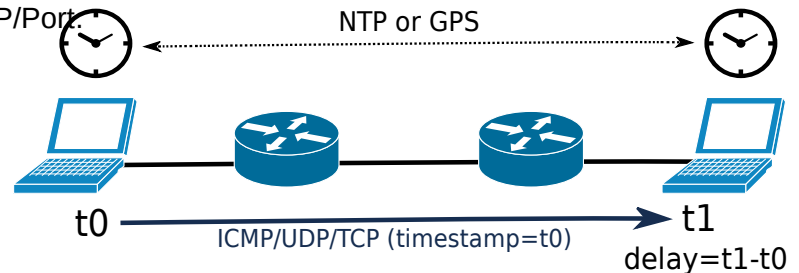 P/Port.
NTP or GPS
t0
ICMP/UDP/TCP (timestamp=t0)
t1
delay=t1-t0